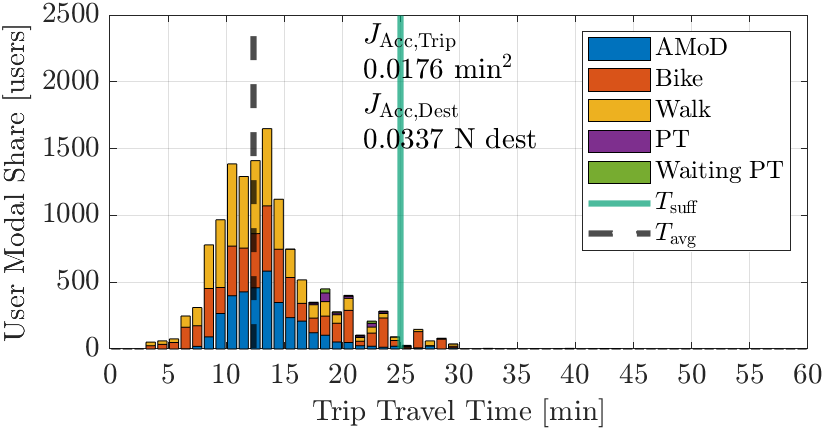 2500
2000
1500
1000
500
0
User Modal Share [users]
J_Acc,Trip
0.0176 min²
J_Acc,Dest
0.0337 N dest
AMoD
Bike
Walk
PT
Waiting PT
T_suff
T_avg
0 5 10 15 20 25 30 35 40 45 50 55 60
Trip Travel Time [min]